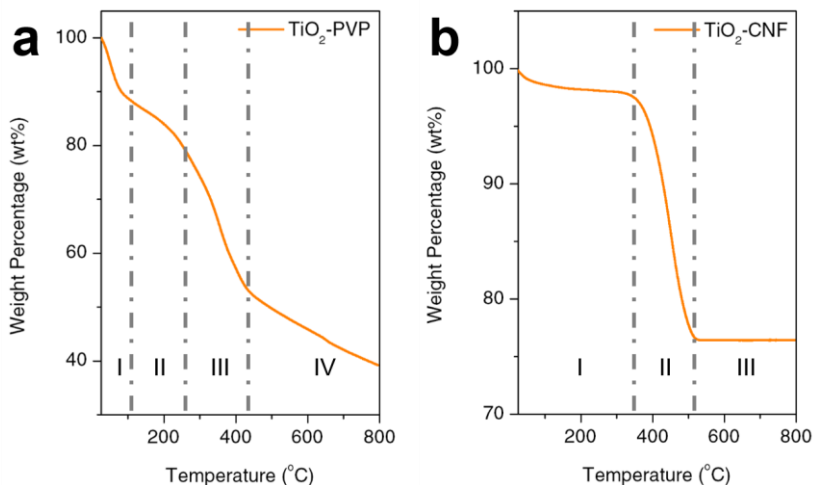 a
TiO₂-PVP
Weight Percentage (wt%)
100
80
60
40
I II III IV
200 400 600 800
Temperature (°C)
b
TiO₂-CNF
Weight Percentage (wt%)
100
90
80
70
I II III
200 400 600 800
Temperature (°C)